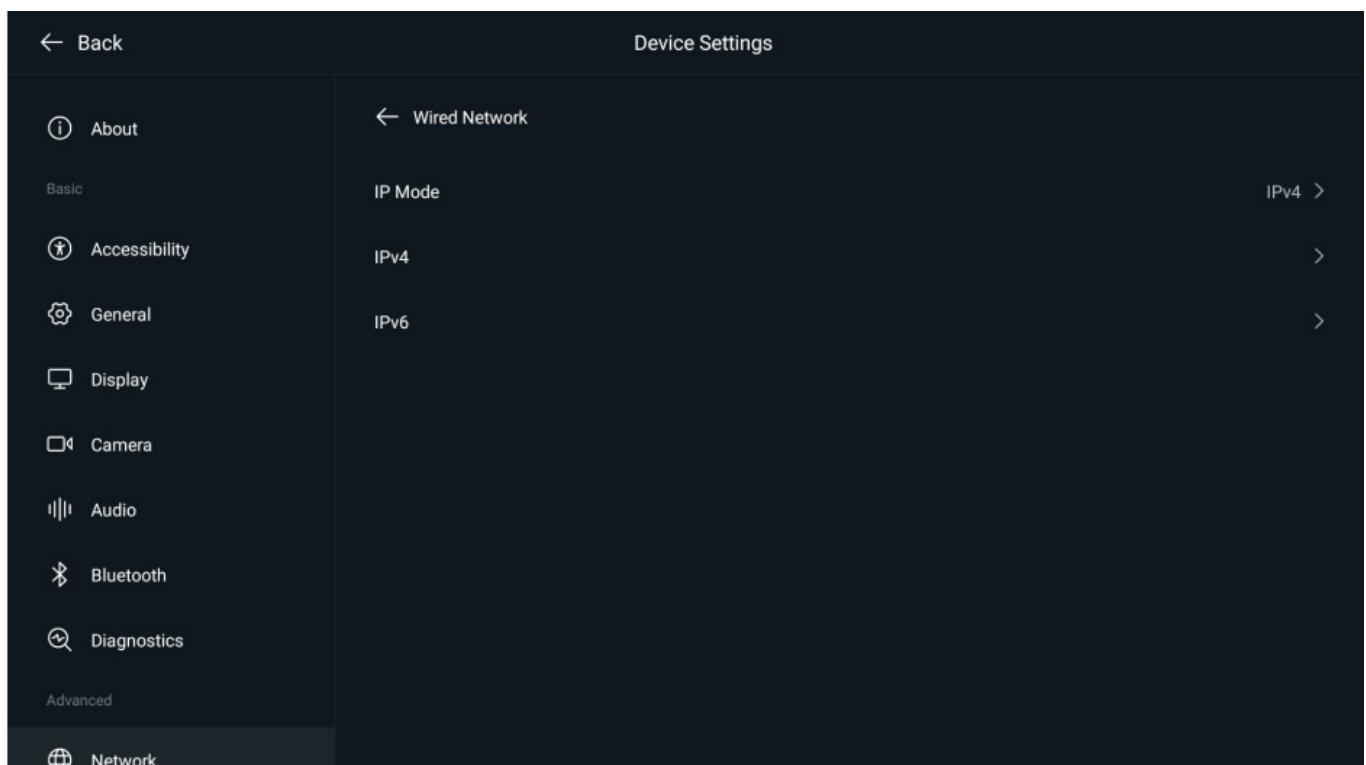 Back
Device Settings
About
Basic
Accessibility
General
Display
Camera
Audio
Bluetooth
Diagnostics
Advanced
Network
Wired Network
IP Mode
IPv4
IPv4
IPv6